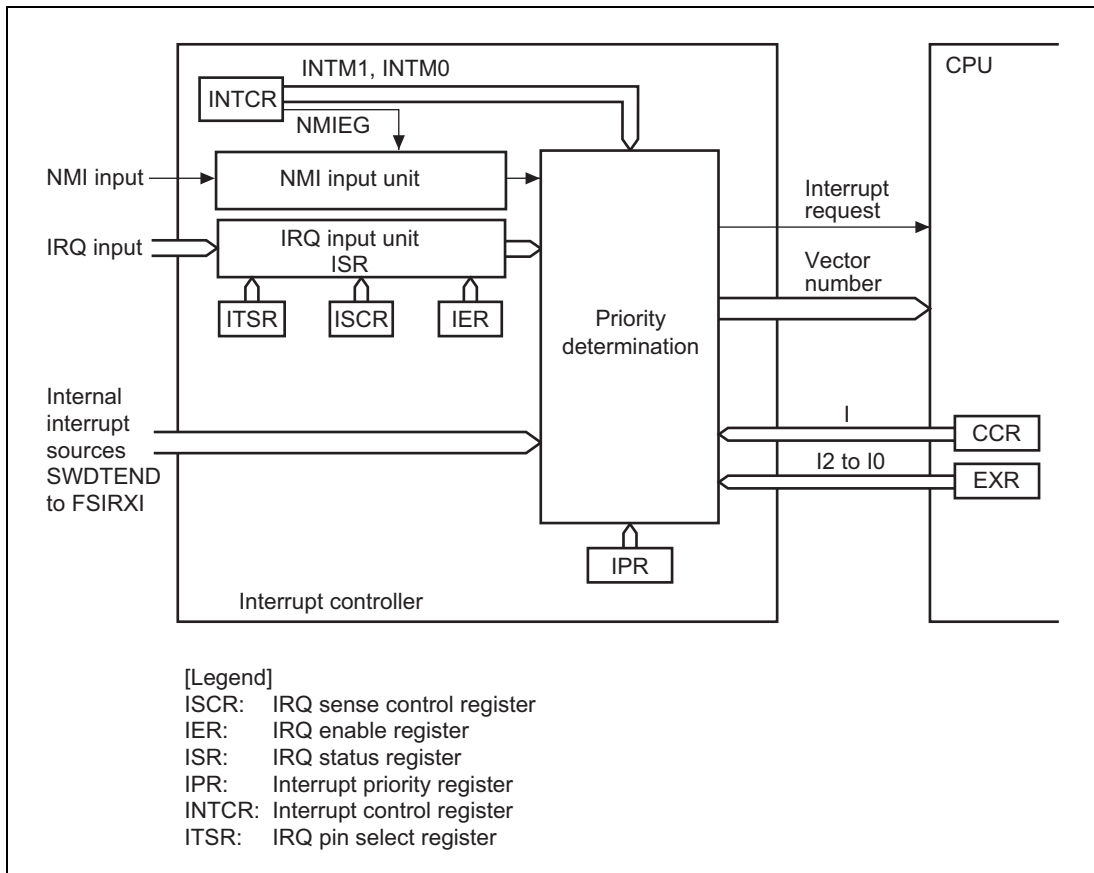 INTM1, INTM0
CPU
INTCR
NMIEG
NMI input
NMI input unit
Interrupt
request
IRQ input
IRQ input unit
ISR
Vector
number
ITSR
ISCR
IER
Priority
determination
Internal
interrupt
sources
SWDTEND
to FSIRXI
I
CCR
I2 to I0
EXR
IPR
Interrupt controller
[Legend]
ISCR: IRQ sense control register
IER: IRQ enable register
ISR: IRQ status register
IPR: Interrupt priority register
INTCR: Interrupt control register
ITSR: IRQ pin select register